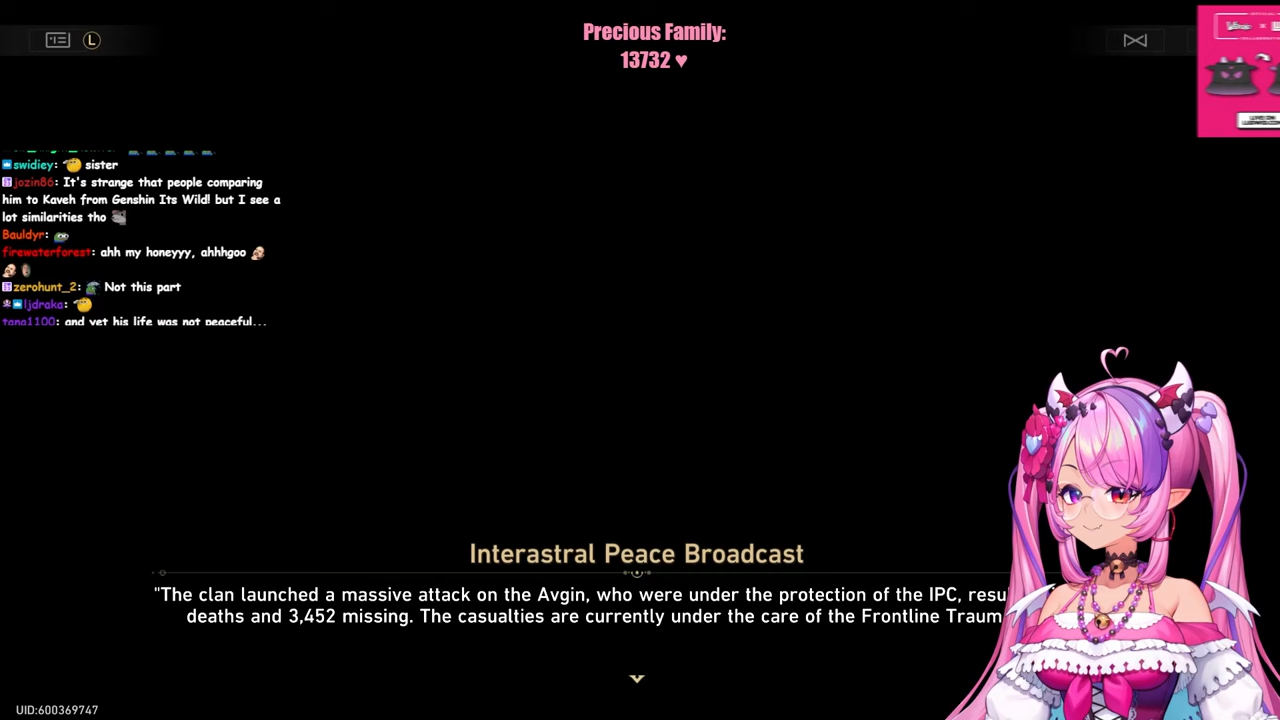 Precious Family:
13732 ♥
L
swidiey: sister
jozin86: It's strange that people comparing
him to Kaveh from Genshin Its Wild! but I see a
lot similarities tho
Bauldyr:
firewaterforest: ahh my honeyyy, ahhhgoo
zerohunt_2: Not this part
ljdraka:
tana1100: and yet his life was not peaceful...
Interastral Peace Broadcast
"The clan launched a massive attack on the Avgin, who were under the protection of the IPC, resu
deaths and 3,452 missing. The casualties are currently under the care of the Frontline Traum
UID:600369747